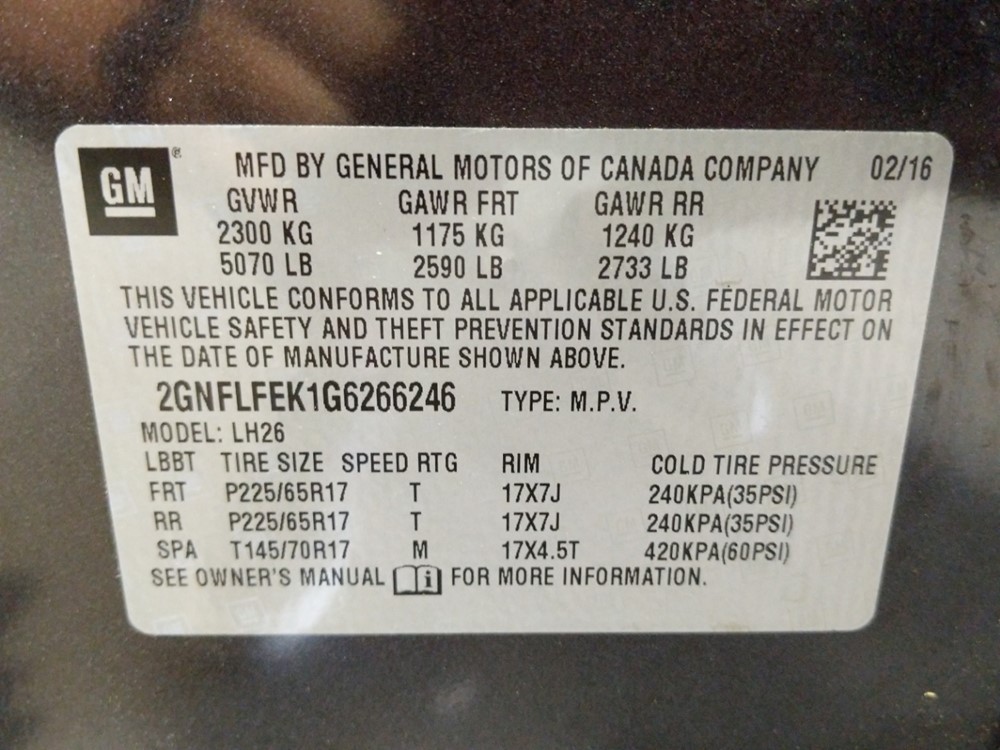 GM ® MFD BY GENERAL MOTORS OF CANADA COMPANY 02/16
GVWR GAWR FRT GAWR RR
2300 KG 1175 KG 1240 KG
5070 LB 2590 LB 2733 LB
THIS VEHICLE CONFORMS TO ALL APPLICABLE U.S. FEDERAL MOTOR
VEHICLE SAFETY AND THEFT PREVENTION STANDARDS IN EFFECT ON
THE DATE OF MANUFACTURE SHOWN ABOVE.
2GNFLFEK1G6266246 TYPE: M.P.V.
MODEL: LH26
LBBT TIRE SIZE SPEED RTG RIM COLD TIRE PRESSURE
FRT P225/65R17 T 17X7J 240KPA(35PSI)
RR P225/65R17 T 17X7J 240KPA(35PSI)
SPA T145/70R17 M 17X4.5T 420KPA(60PSI)
SEE OWNER'S MANUAL i FOR MORE INFORMATION.